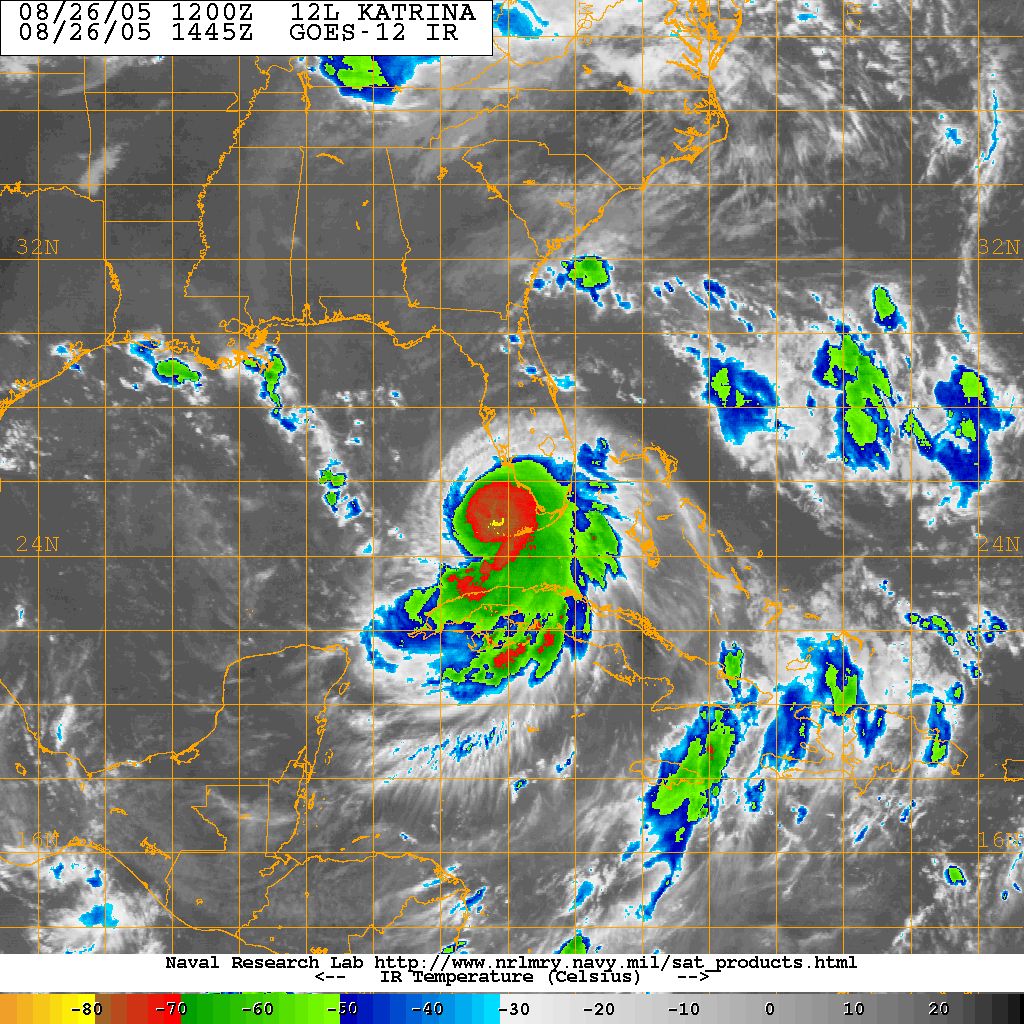 08/26/05 1200Z 12L KATRINA
08/26/05 1445Z GOES-12 IR
32N 32N
24N 24N
16N 16N
Naval Research Lab http://www.nrlmry.navy.mil/sat_products.html
<-- IR Temperature (Celsius) -->
-80 -70 -60 -50 -40 -30 -20 -10 0 10 20